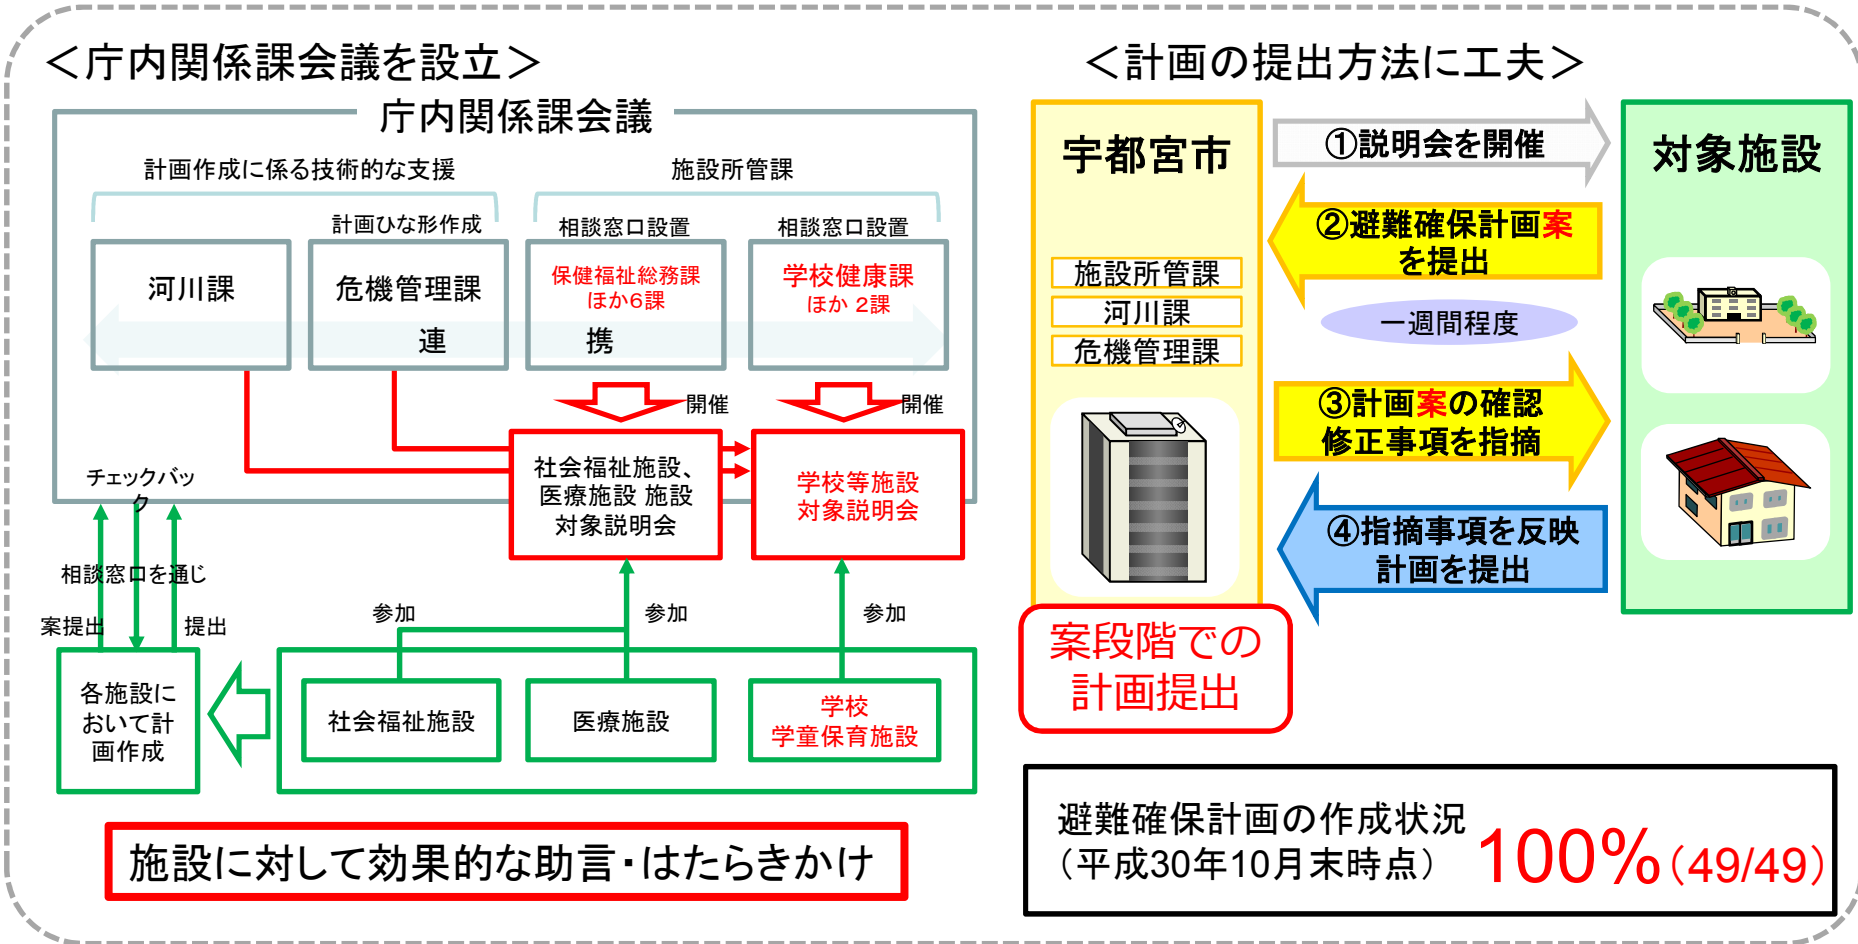 ＜庁内関係課会議を設立＞
庁内関係課会議
計画作成に係る技術的な支援
施設所管課
計画ひな形作成
相談窓口設置
相談窓口設置
河川課
危機管理課
保健福祉総務課
ほか6課
学校健康課
ほか 2課
連 携
開催
開催
社会福祉施設、
医療施設 施設
対象説明会
学校等施設
対象説明会
チェックバッ
ク
相談窓口を通じ
案提出
提出
参加
参加
参加
各施設に
おいて計
画作成
社会福祉施設
医療施設
学校
学童保育施設
施設に対して効果的な助言・はたらきかけ
＜計画の提出方法に工夫＞
宇都宮市
対象施設
①説明会を開催
②避難確保計画案
を提出
施設所管課
河川課
危機管理課
一週間程度
③計画案の確認
修正事項を指摘
④指摘事項を反映
計画を提出
案段階での
計画提出
避難確保計画の作成状況
（平成30年10月末時点）
100%（49/49）